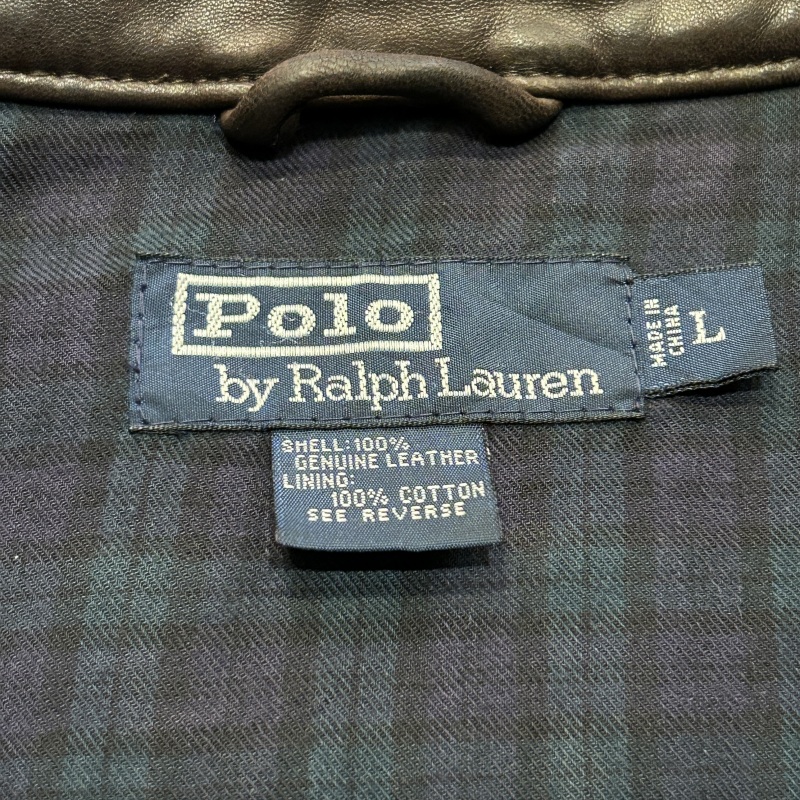 Polo
by Ralph Lauren
MADE IN
CHINA
L
SHELL:100%
GENUINE LEATHER
LINING:
100% COTTON
SEE REVERSE